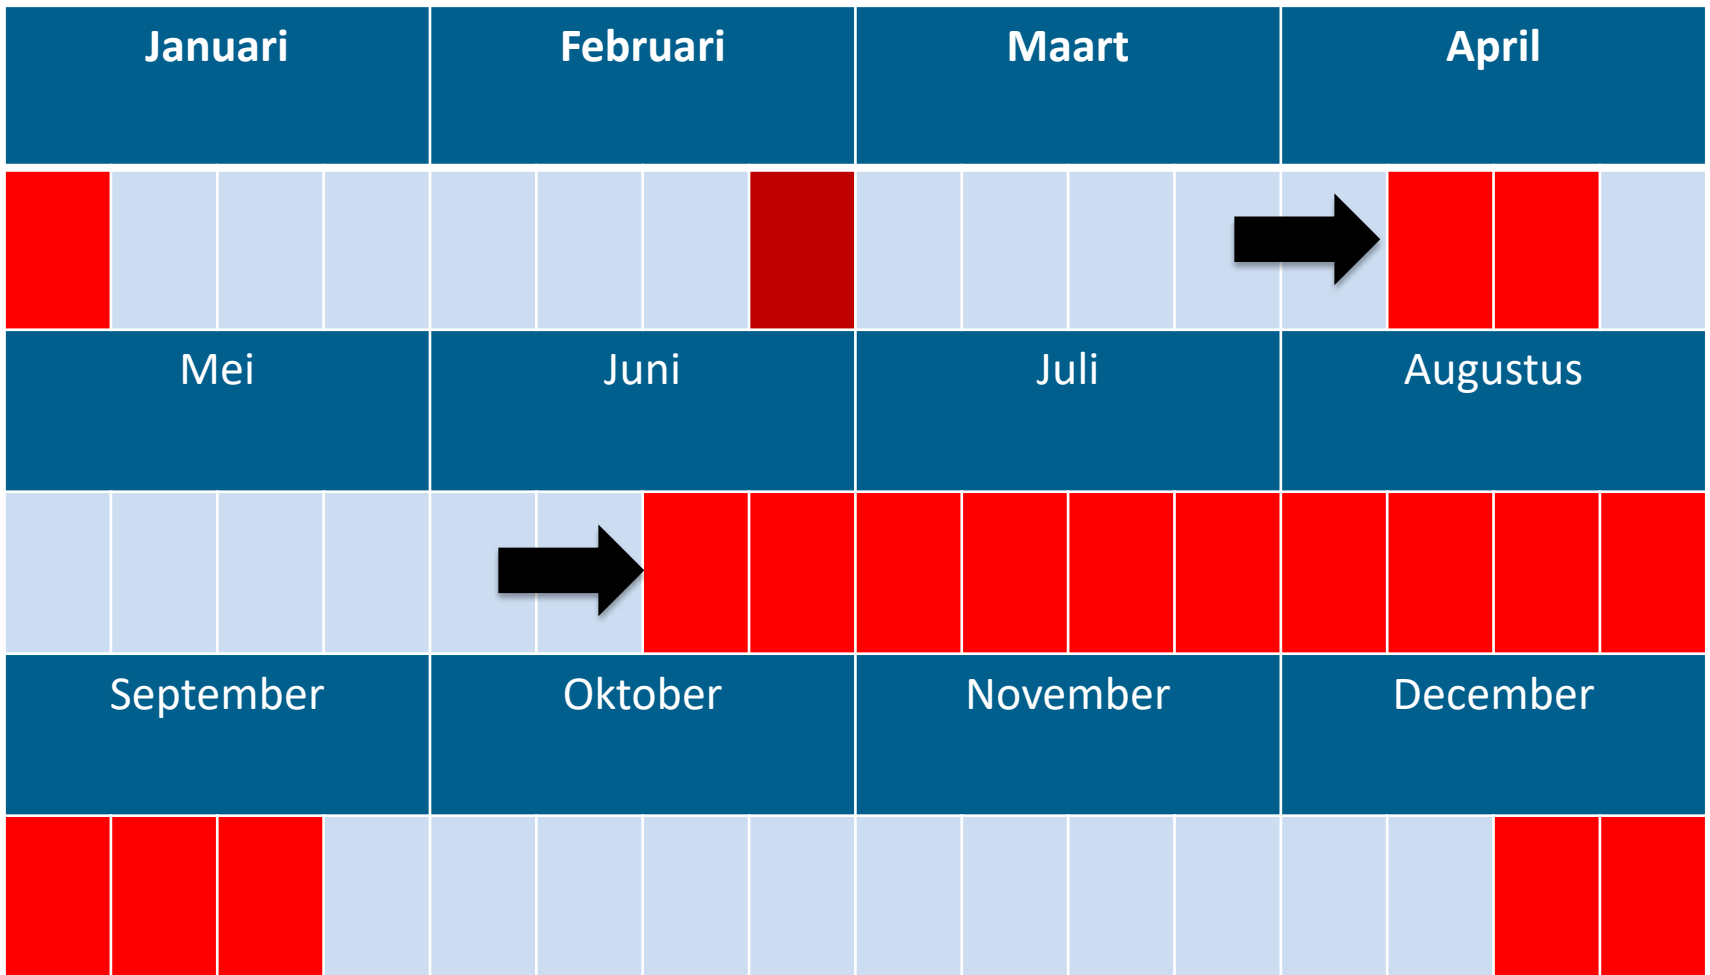 Januari
Februari
Maart
April
Mei
Juni
Juli
Augustus
September
Oktober
November
December